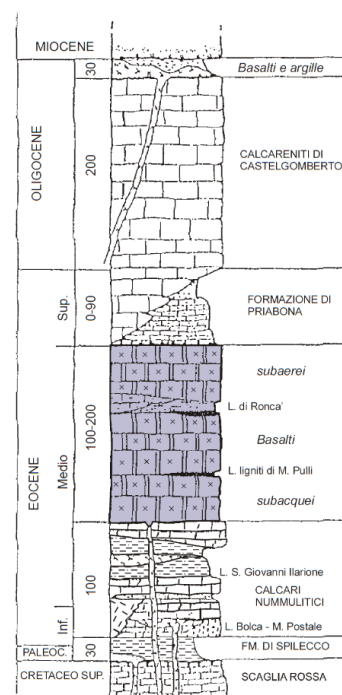 MIOCENE
30
Basalti e argille
OLIGOCENE
200
CALCARENITI DI
CASTELGOMBERTO
Sup.
0-90
FORMAZIONE DI
PRIABONA
EOCENE
Medio
100-200
subaerei
L. di Ronca'
Basalti
L. ligniti di M. Pulli
subacquei
100
L. S. Giovanni Ilarione
CALCARI
NUMMULITICI
Inf.
L. Bolca - M. Postale
PALEOC.
30
FM. DI SPILECCO
CRETACEO SUP.
SCAGLIA ROSSA